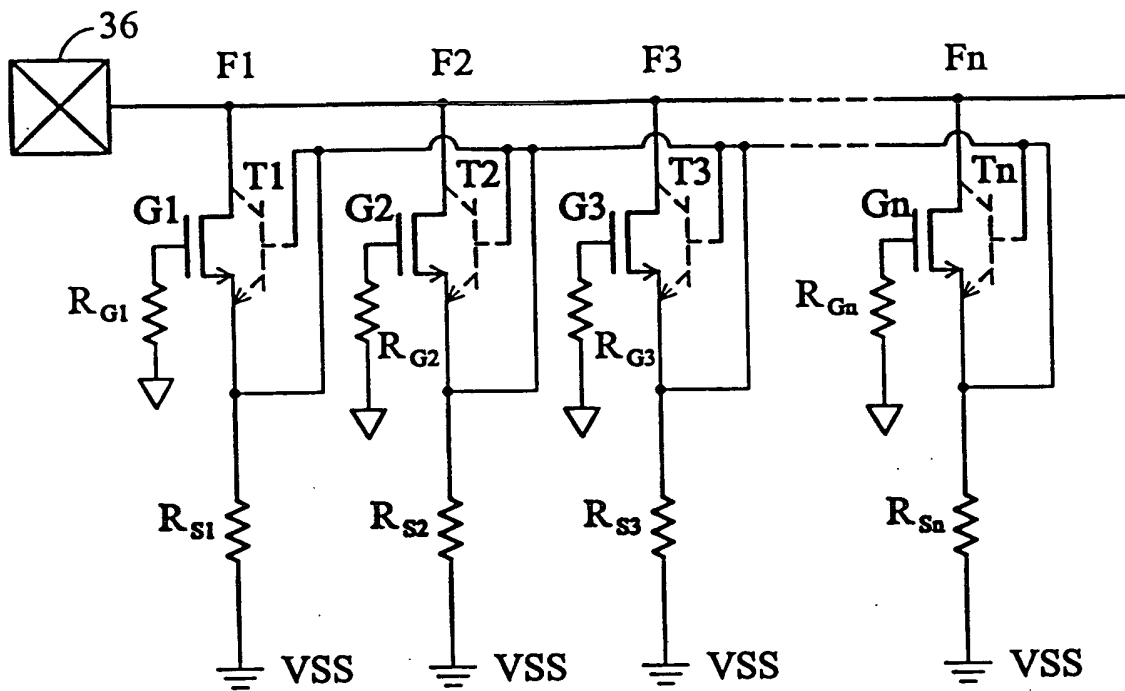 36
F1 F2 F3 Fn
T1 T2 T3 Tn
G1 G2 G3 Gn
RG1 RG2 RG3 RGn
RS1 RS2 RS3 RSn
VSS VSS VSS VSS